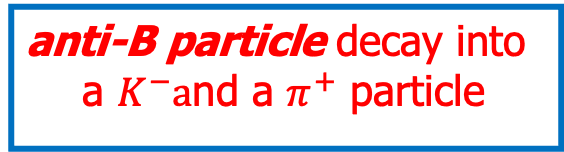 anti-B particle decay into
a K⁻and a π⁺ particle